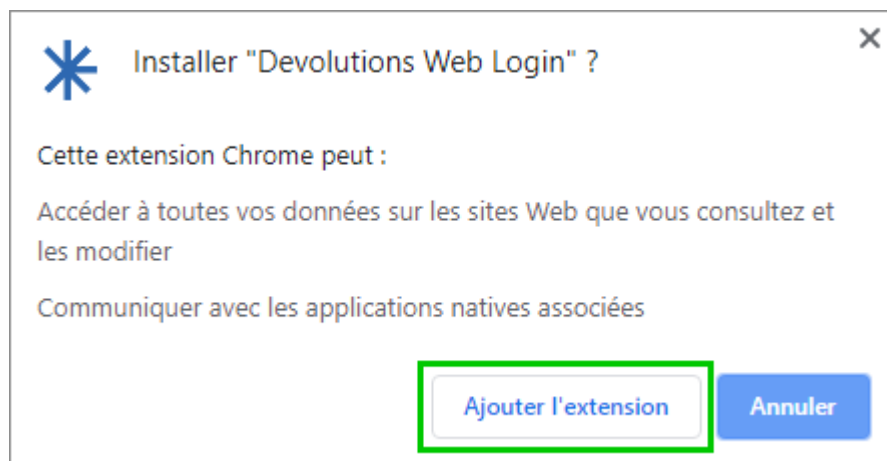 Installer "Devolutions Web Login" ?
Cette extension Chrome peut :
Accéder à toutes vos données sur les sites Web que vous consultez et
les modifier
Communiquer avec les applications natives associées
Ajouter l'extension
Annuler